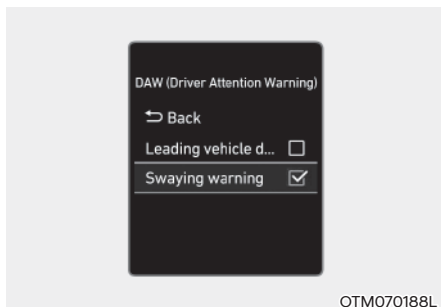 DAW (Driver Attention Warning)
Back
Leading vehicle d...
Swaying warning
OTM070188L